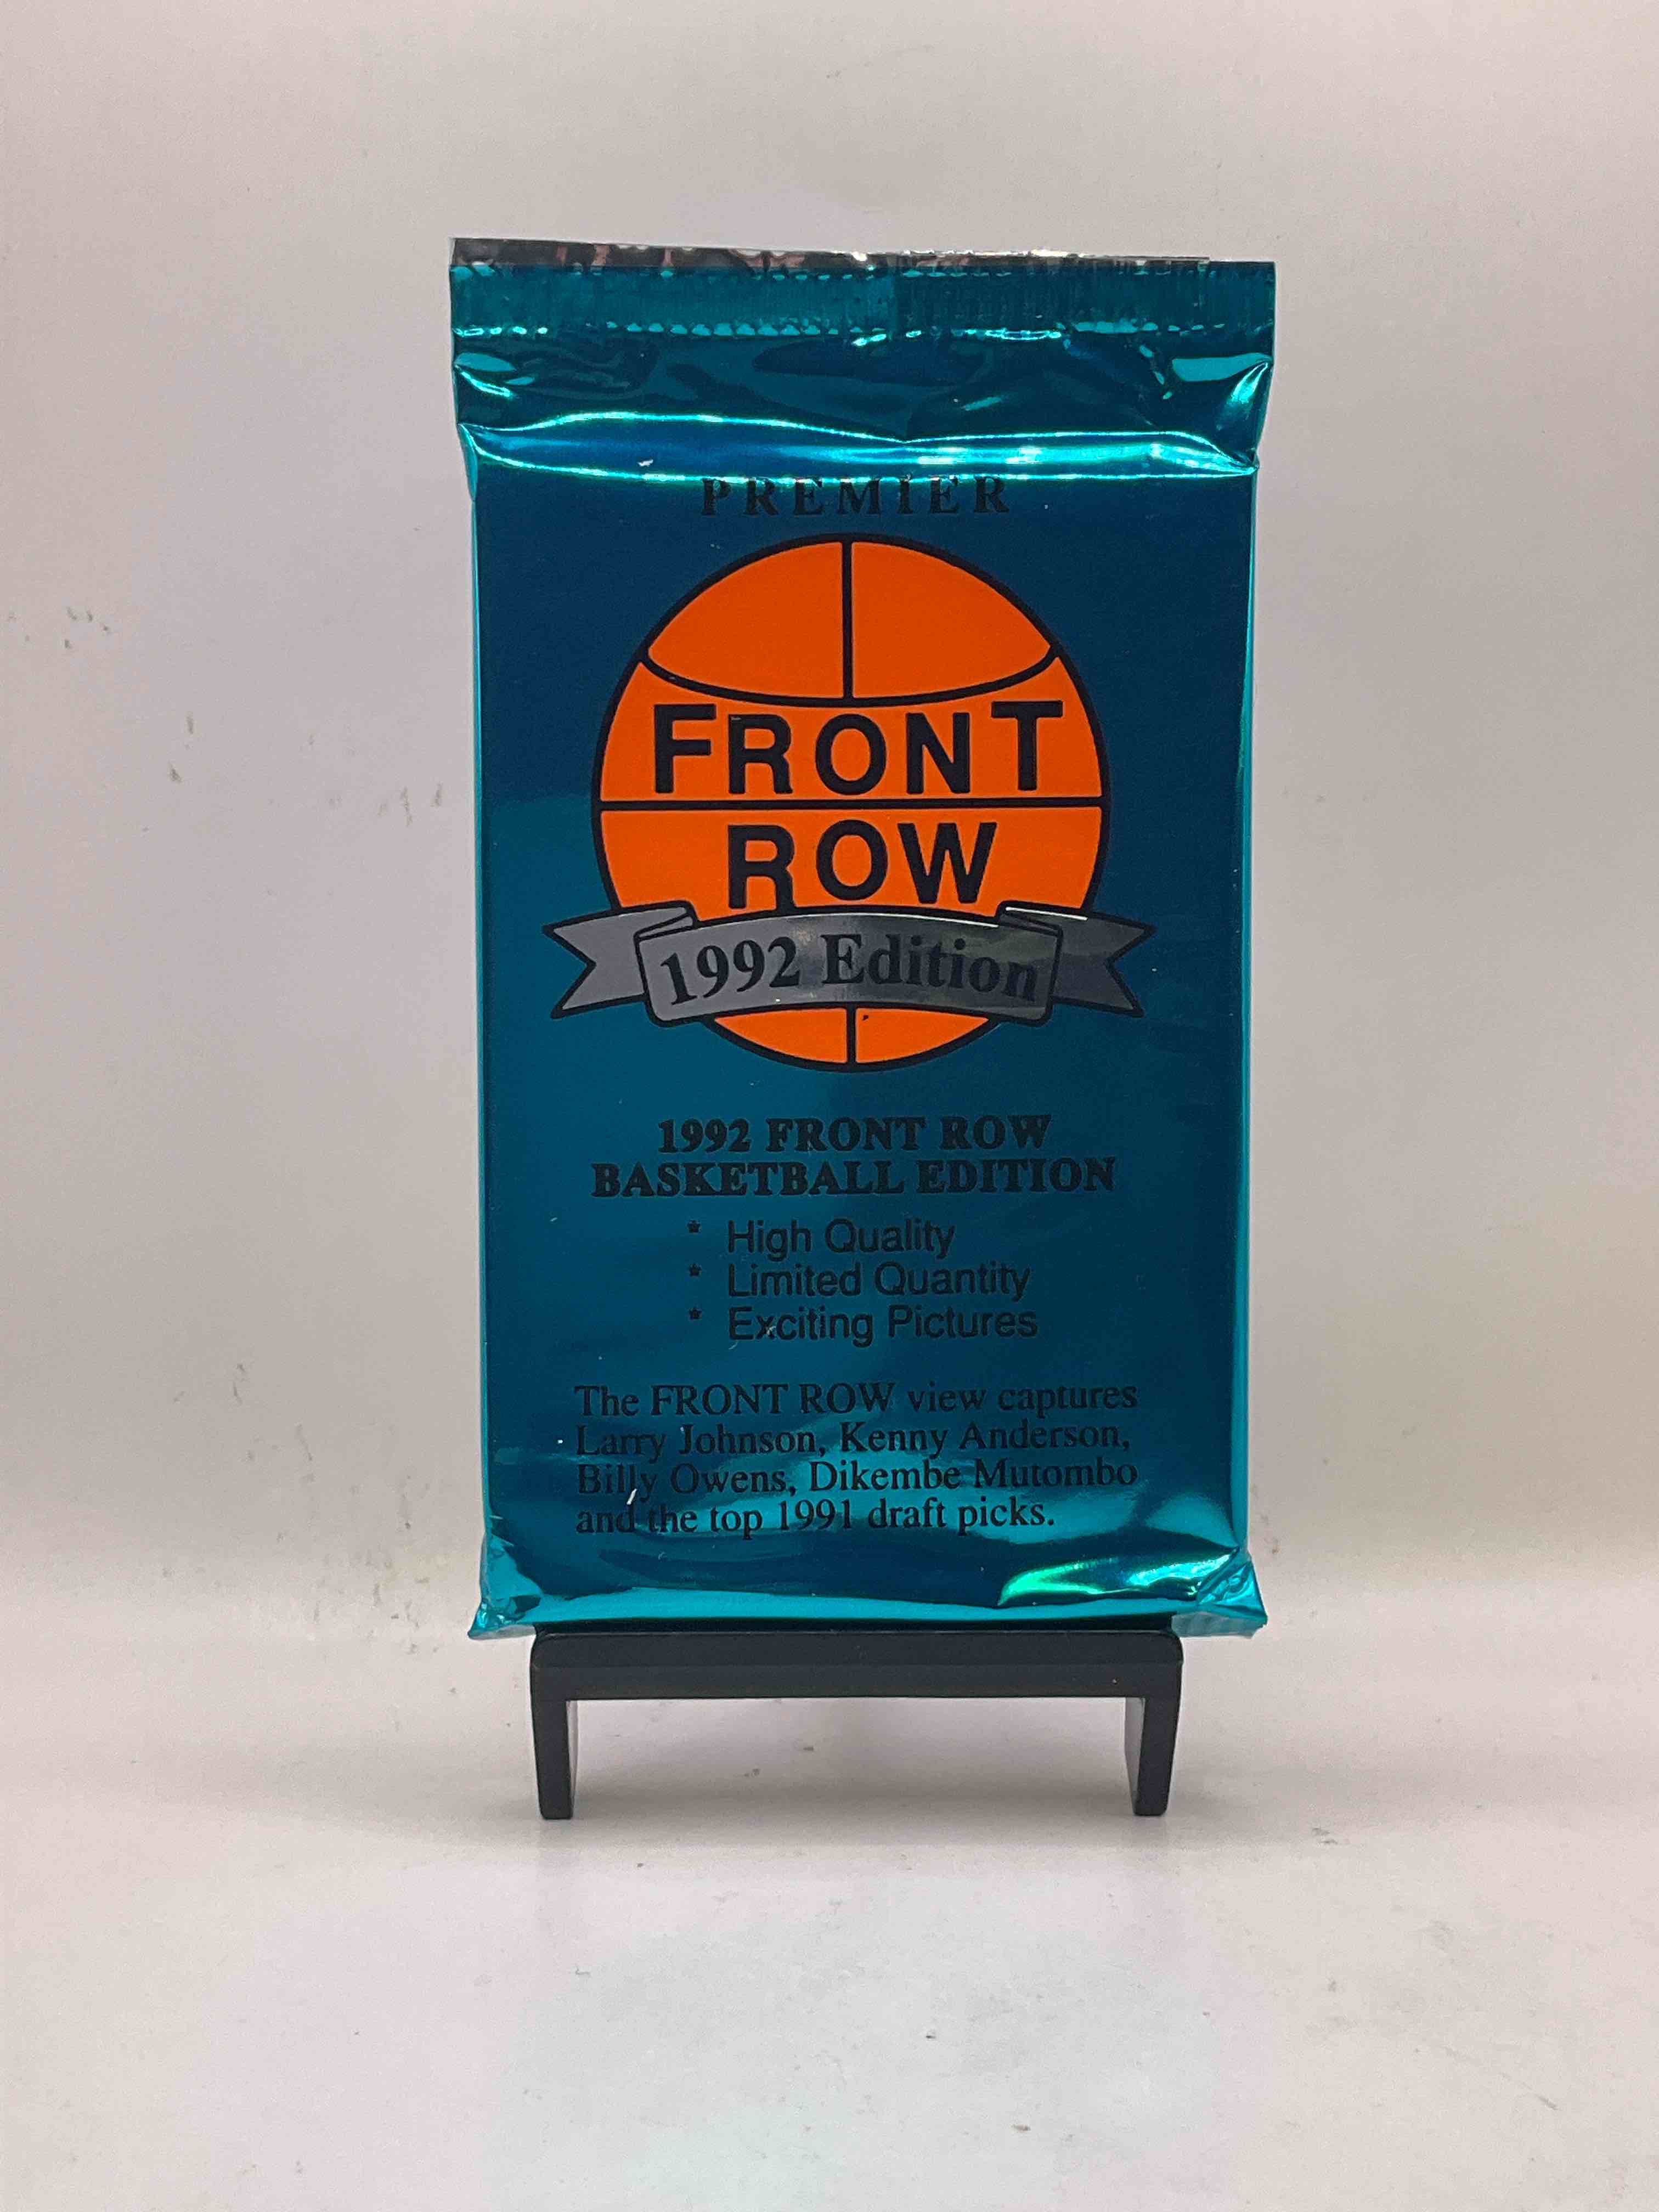 PREMIER
FRONT
ROW
1992 Edition
1992 FRONT ROW
BASKETBALL EDITION
* High Quality
* Limited Quantity
* Exciting Pictures
The FRONT ROW view captures
Larry Johnson, Kenny Anderson,
Billy Owens, Dikembe Mutombo
and the top 1991 draft picks.